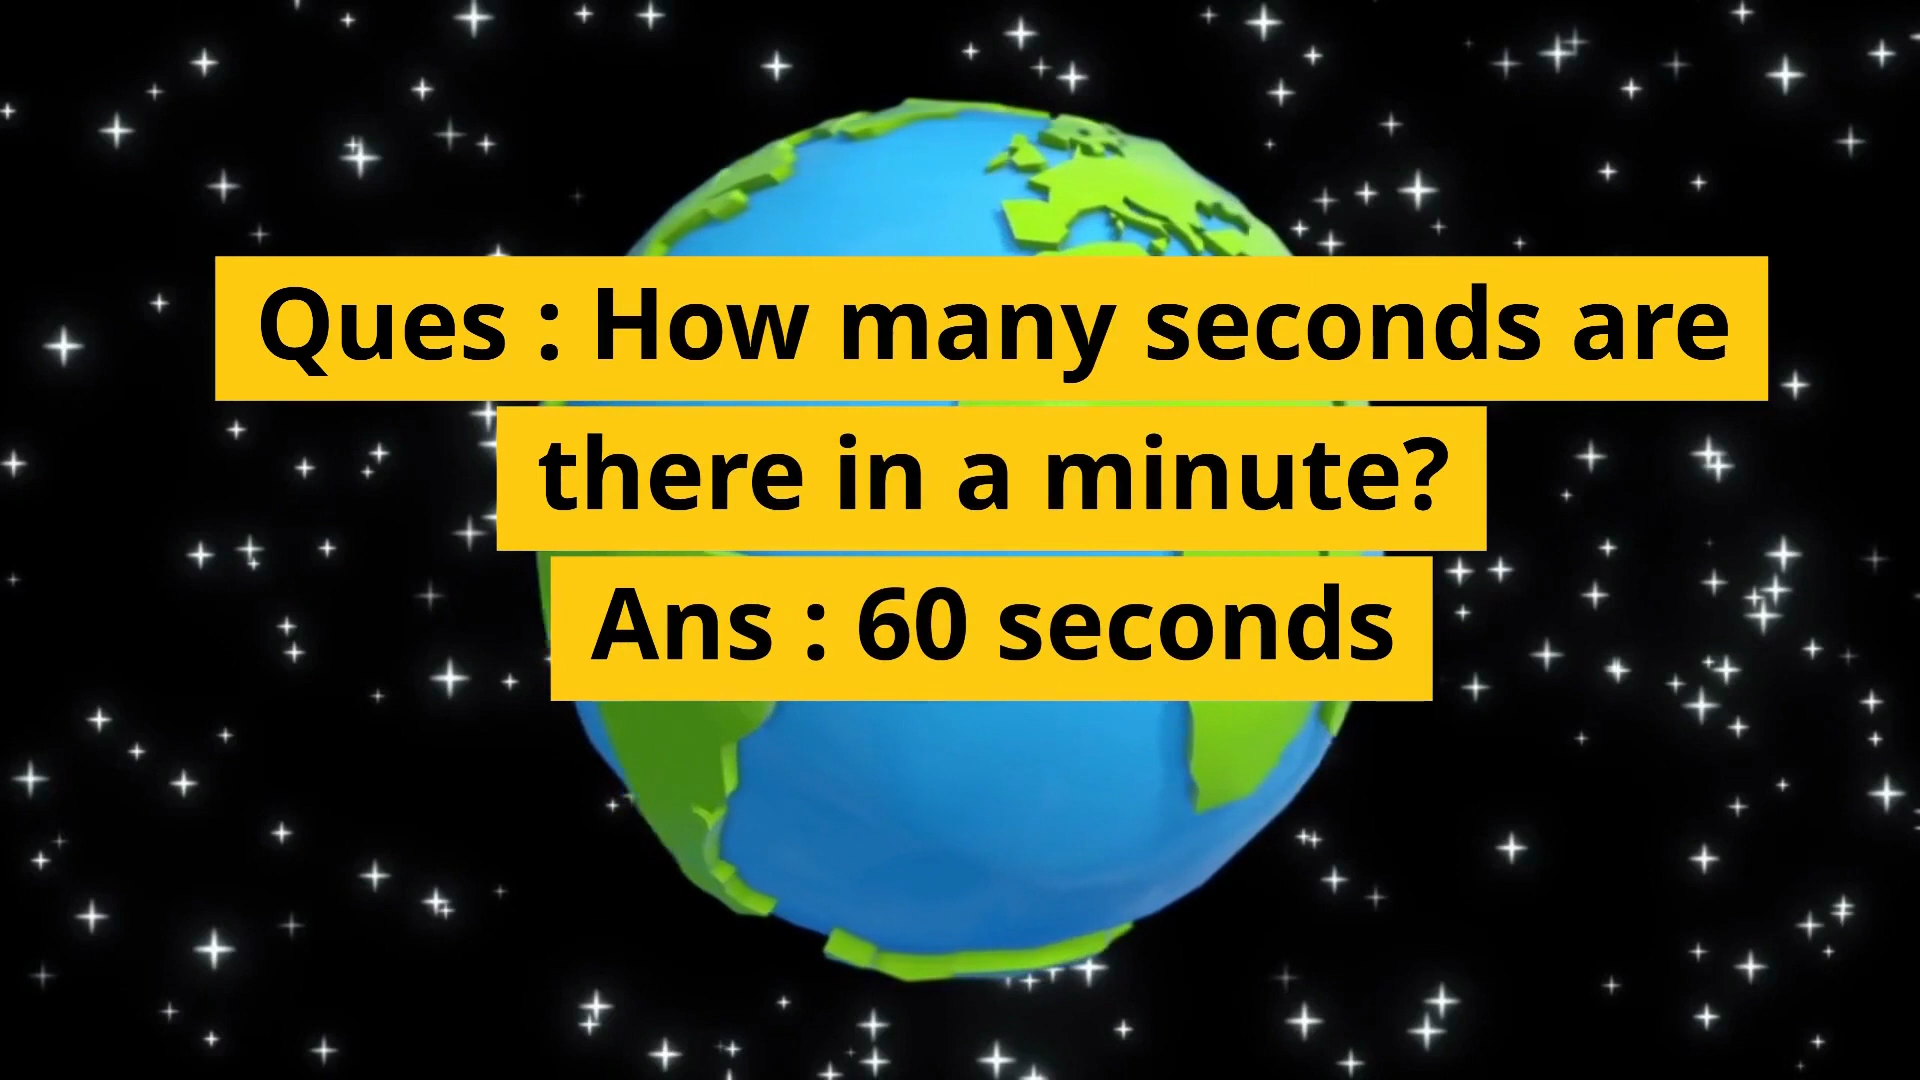 Ques : How many seconds are
there in a minute?
Ans : 60 seconds